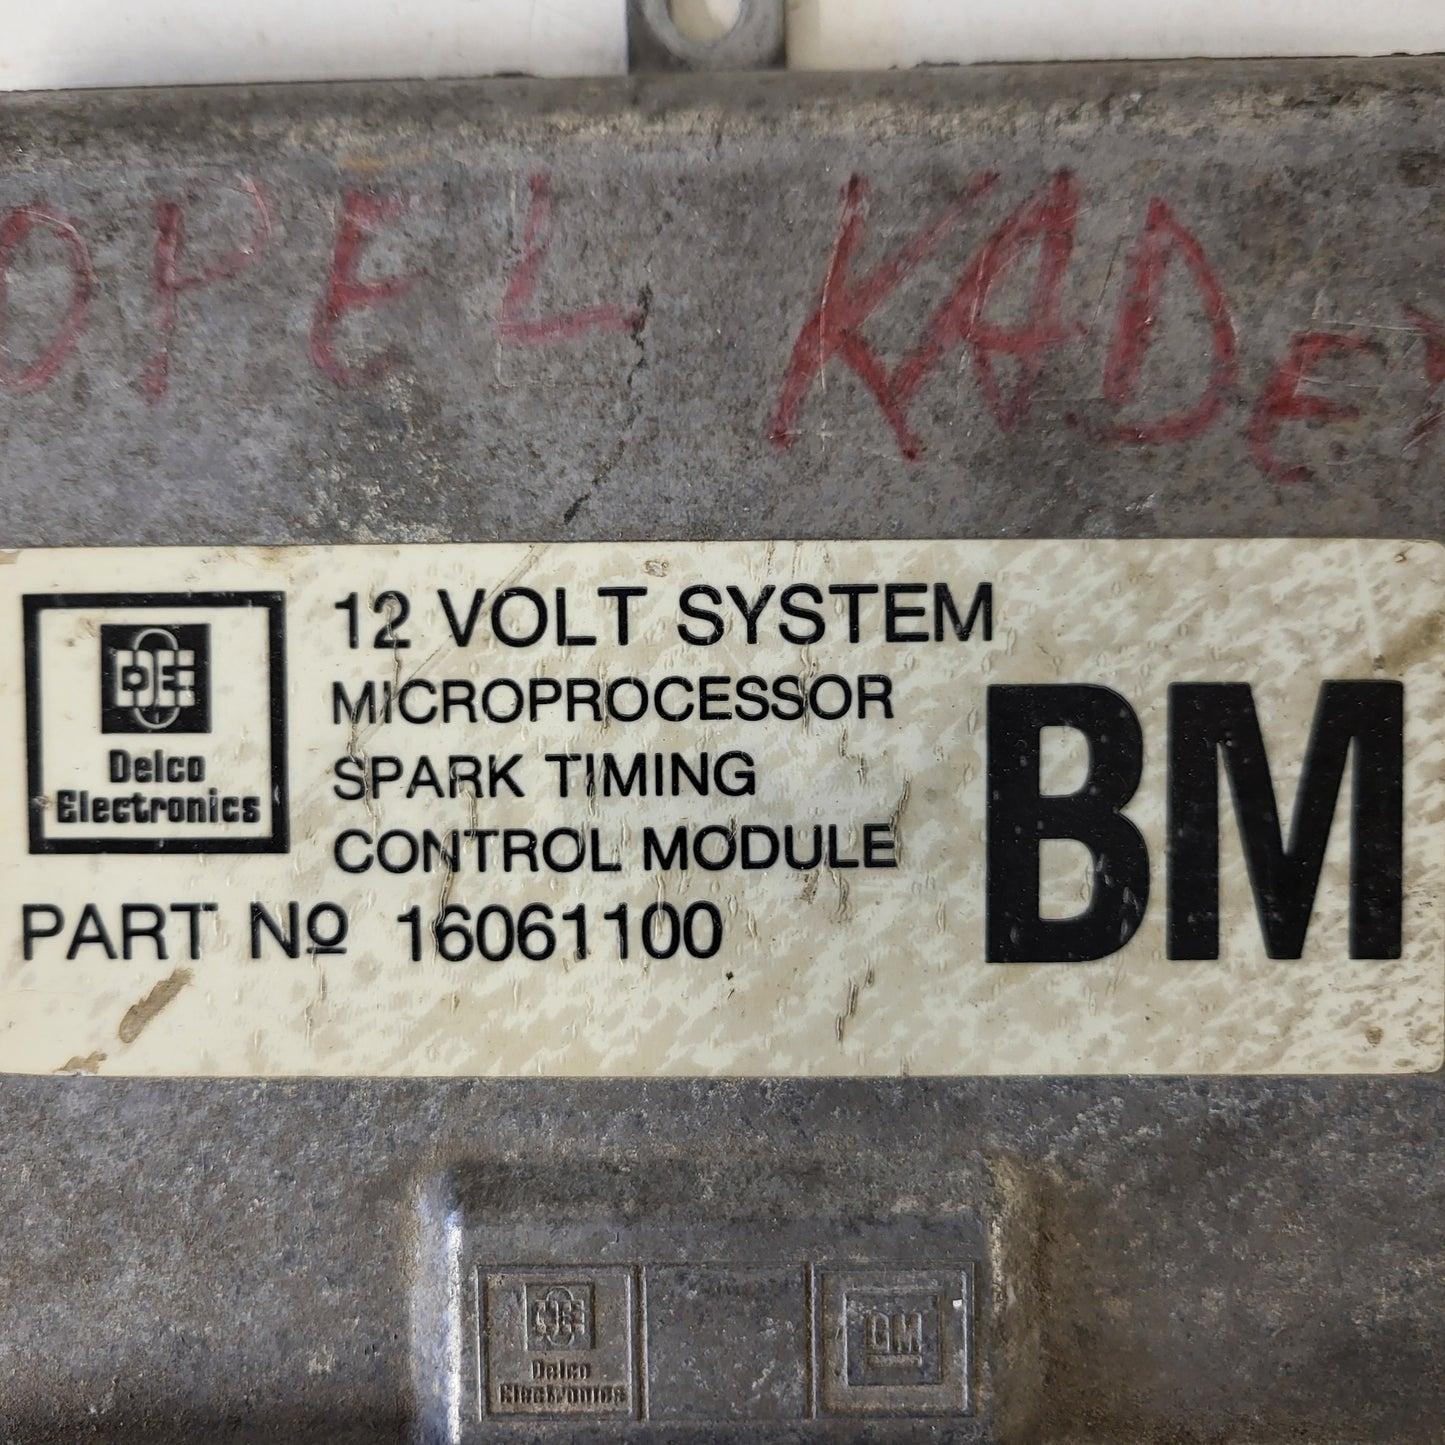 OPEL KADE
12 VOLT SYSTEM
MICROPROCESSOR
SPARK TIMING
CONTROL MODULE
Delco
Electronics
BM
PART Nº 16061100
Delco
Electronics
GM